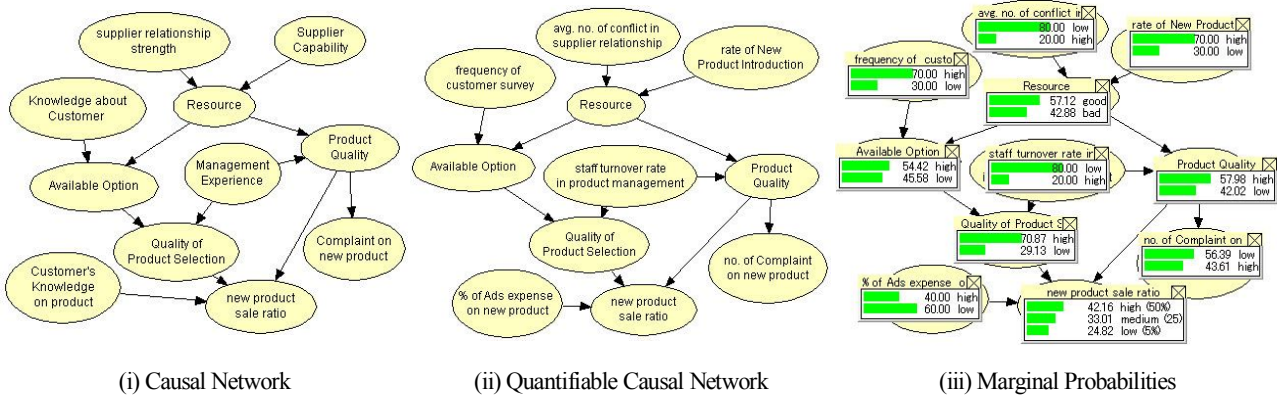 supplier relationship
strength
Supplier
Capability
Knowledge about
Customer
Resource
Product
Quality
Management
Experience
Available Option
Quality of
Product Selection
Complaint on
new product
Customer's
Knowledge
on product
new product
sale ratio
(i) Causal Network
avg. no. of conflict in
supplier relationship
rate of New
Product Introduction
frequency of
customer survey
Resource
Available Option
staff turnover rate
in product management
Product
Quality
Quality of
Product Selection
no. of Complaint
on new product
% of Ads expense
on new product
new product
sale ratio
(ii) Quantifiable Causal Network
avg. no. of conflict in
80.00 low
20.00 high
rate of New Product
70.00 high
30.00 low
frequency of custo
70.00 high
30.00 low
Resource
57.12 good
42.88 bad
Available Option
54.42 high
45.58 low
staff turnover rate in
80.00 low
20.00 high
Product Quality
57.98 high
42.02 low
Quality of Product S
70.87 high
29.13 low
no. of Complaint on
56.39 low
43.61 high
% of Ads expense o
40.00 high
60.00 low
new product sale ratio
42.16 high (50%)
33.01 medium (25)
24.82 low (5%)
(iii) Marginal Probabilities